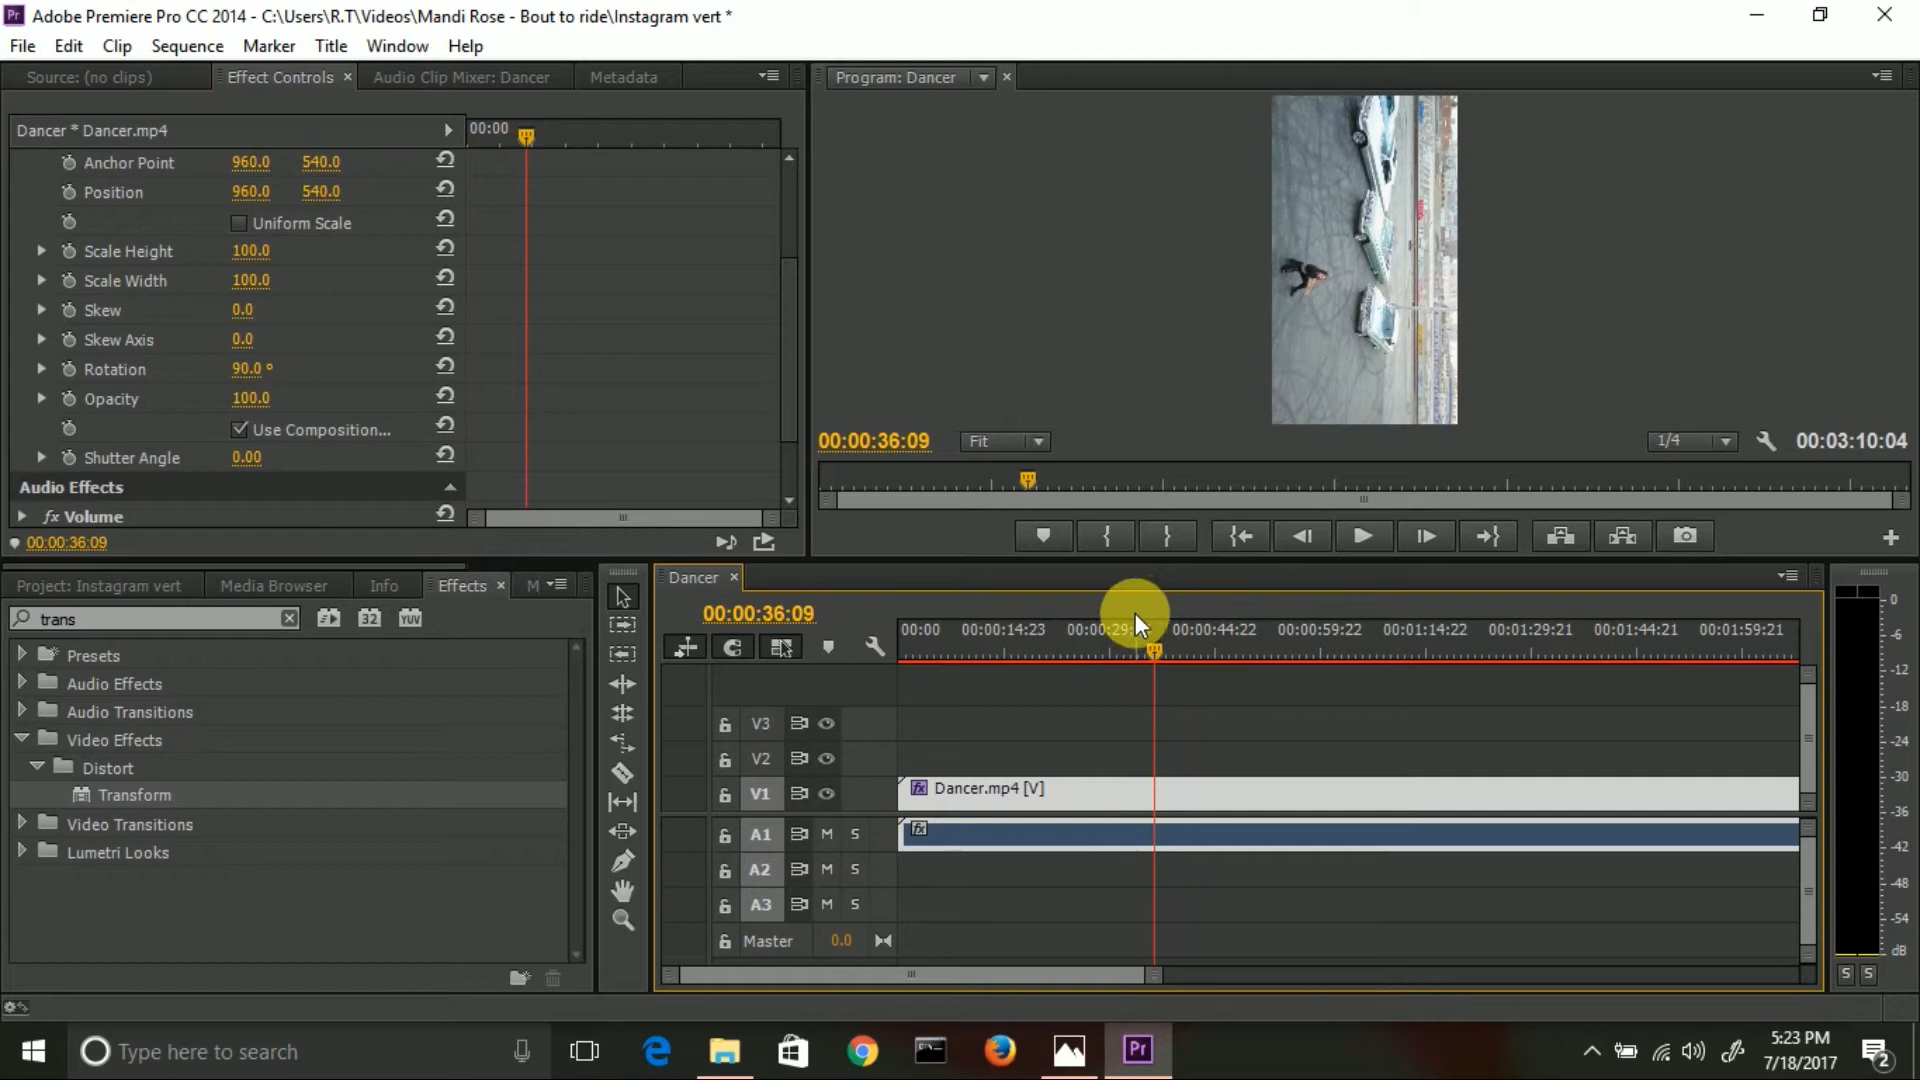 Adobe Premiere Pro CC 2014 - C:\Users\R.T\Videos\Mandi Rose - Bout to ride\Instagram vert *
File Edit Clip Sequence Marker Title Window Help
Source: (no clips) Effect Controls × Audio Clip Mixer: Dancer Metadata
Program: Dancer ×
Dancer * Dancer.mp4
00:00
Anchor Point 960.0 540.0
Position 960.0 540.0
Uniform Scale
Scale Height 100.0
Scale Width 100.0
Skew 0.0
Skew Axis 0.0
Rotation 90.0 °
Opacity 100.0
Use Composition...
Shutter Angle 0.00
Audio Effects
fx Volume
00:00:36:09
00:00:36:09 Fit 1/4 00:03:10:04
Project: Instagram vert Media Browser Info Effects × M
trans 32 YUV
Presets
Audio Effects
Audio Transitions
Video Effects
Distort
Transform
Video Transitions
Lumetri Looks
Dancer ×
00:00:36:09
00:00 00:00:14:23 00:00:29: 00:00:44:22 00:00:59:22 00:01:14:22 00:01:29:21 00:01:44:21 00:01:59:21
V3
V2
V1 fx Dancer.mp4 [V]
A1 M S fx
A2 M S
A3 M S
Master 0.0
0
-6
-12
-18
-24
-30
-36
-42
-48
-54
dB
S S
Type here to search
Pr
5:23 PM
7/18/2017
2